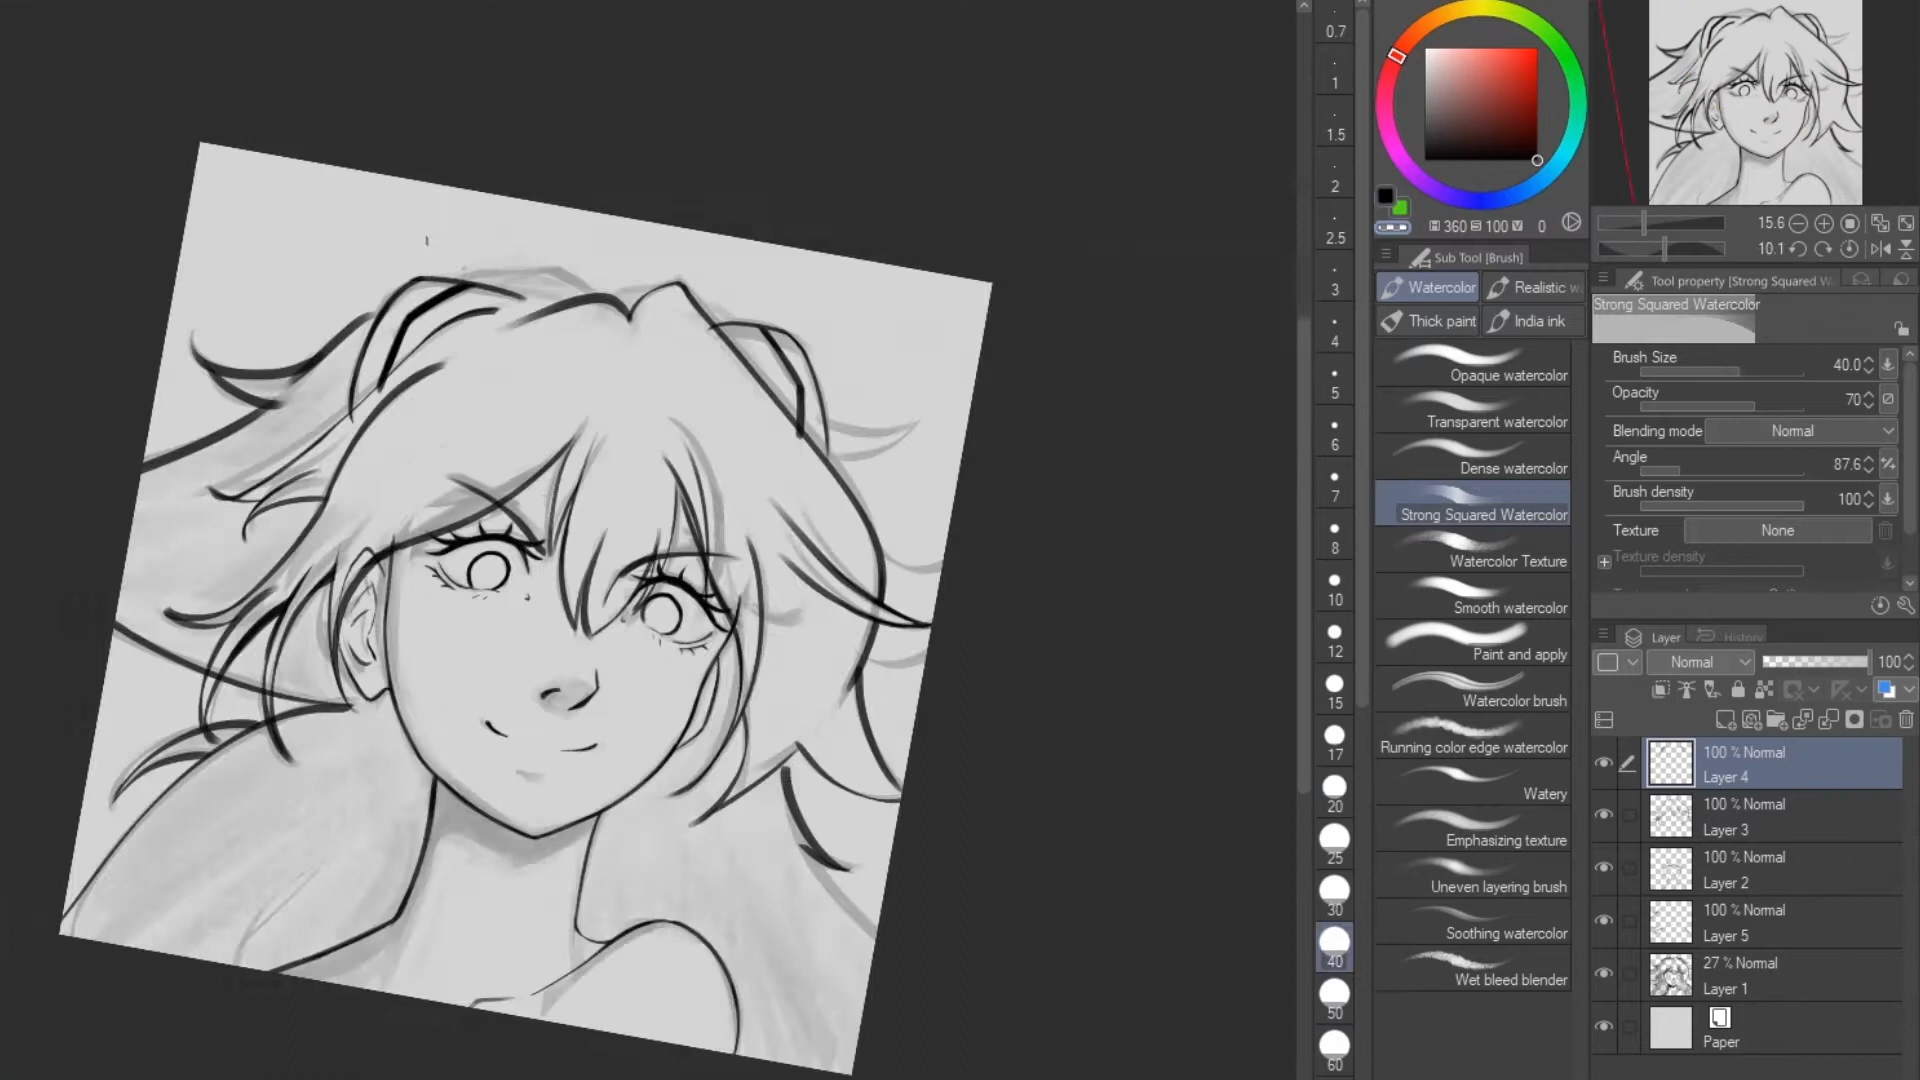 0.7
1
1.5
2
2.5
3
4
5
6
7
8
10
12
15
17
20
25
30
40
50
60
H 360 S 100 V 0
Sub Tool [Brush]
Watercolor
Realistic w
Thick paint
India ink
Opaque watercolor
Transparent watercolor
Dense watercolor
Strong Squared Watercolor
Watercolor Texture
Smooth watercolor
Paint and apply
Watercolor brush
Running color edge watercolor
Watery
Emphasizing texture
Uneven layering brush
Soothing watercolor
Wet bleed blender
15.6
10.1
Tool property [Strong Squared W
Strong Squared Watercolor
Brush Size 40.0
Opacity 70
Blending mode Normal
Angle 87.6
Brush density 100
Texture None
Texture density
Layer
History
Normal 100
100 % Normal
Layer 4
100 % Normal
Layer 3
100 % Normal
Layer 2
100 % Normal
Layer 5
27 % Normal
Layer 1
Paper